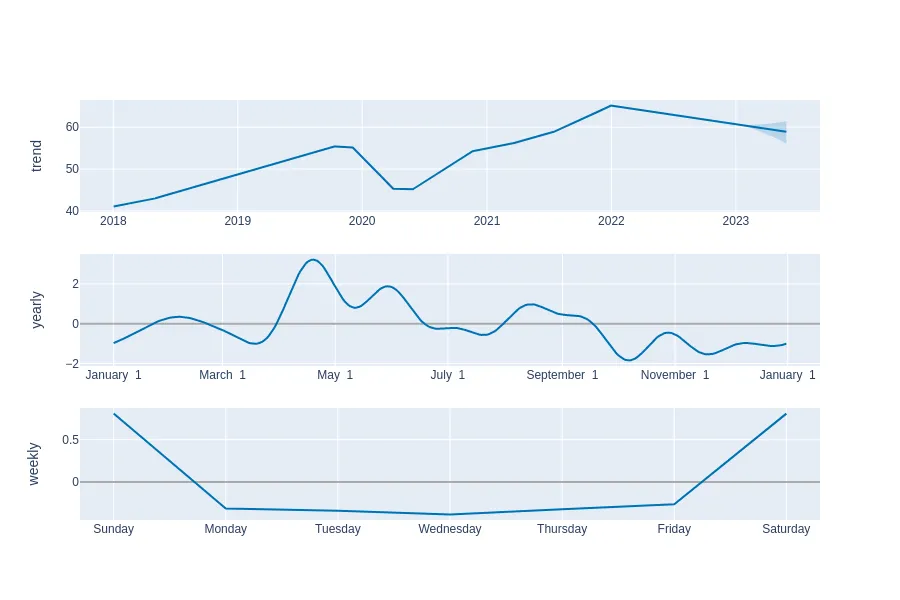 trend
60
50
40
2018 2019 2020 2021 2022 2023
yearly
2
0
−2
January 1 March 1 May 1 July 1 September 1 November 1 January 1
weekly
0.5
0
Sunday Monday Tuesday Wednesday Thursday Friday Saturday